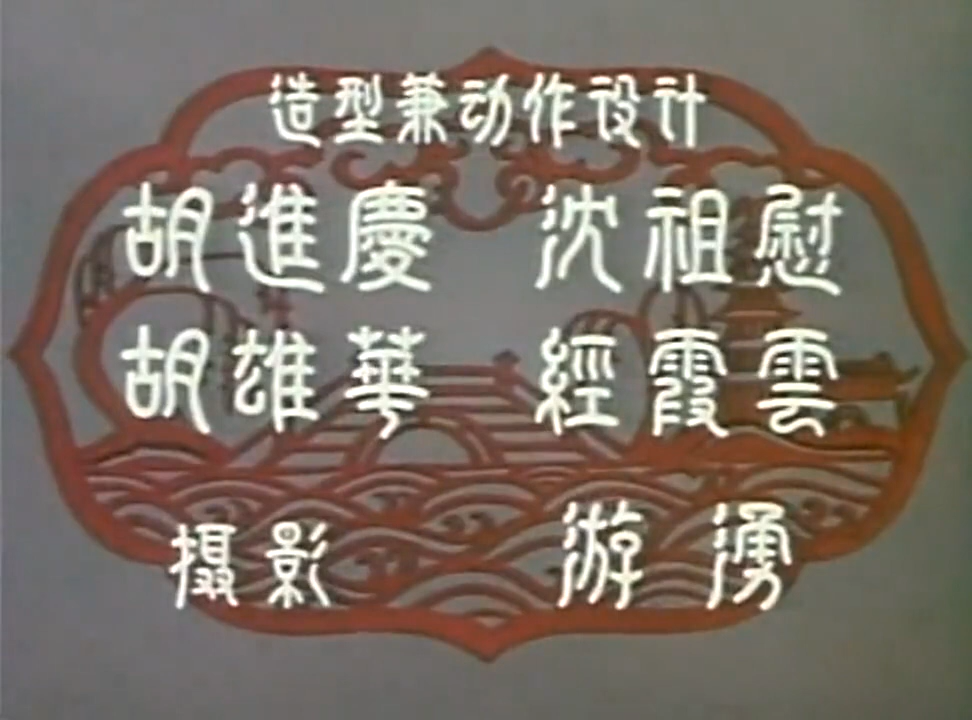 造型兼动作设计
胡進慶 沈祖慰
胡雄華 經霞雲
摄影 游湧